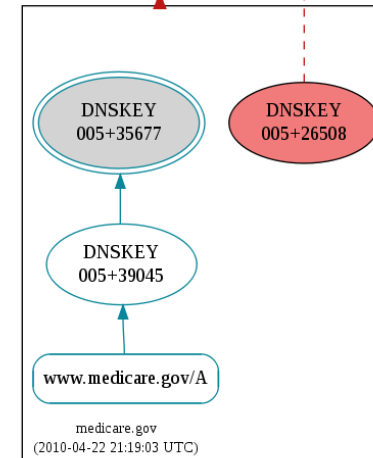 DNSKEY
005+35677
DNSKEY
005+26508
DNSKEY
005+39045
www.medicare.gov/A
medicare.gov
(2010-04-22 21:19:03 UTC)